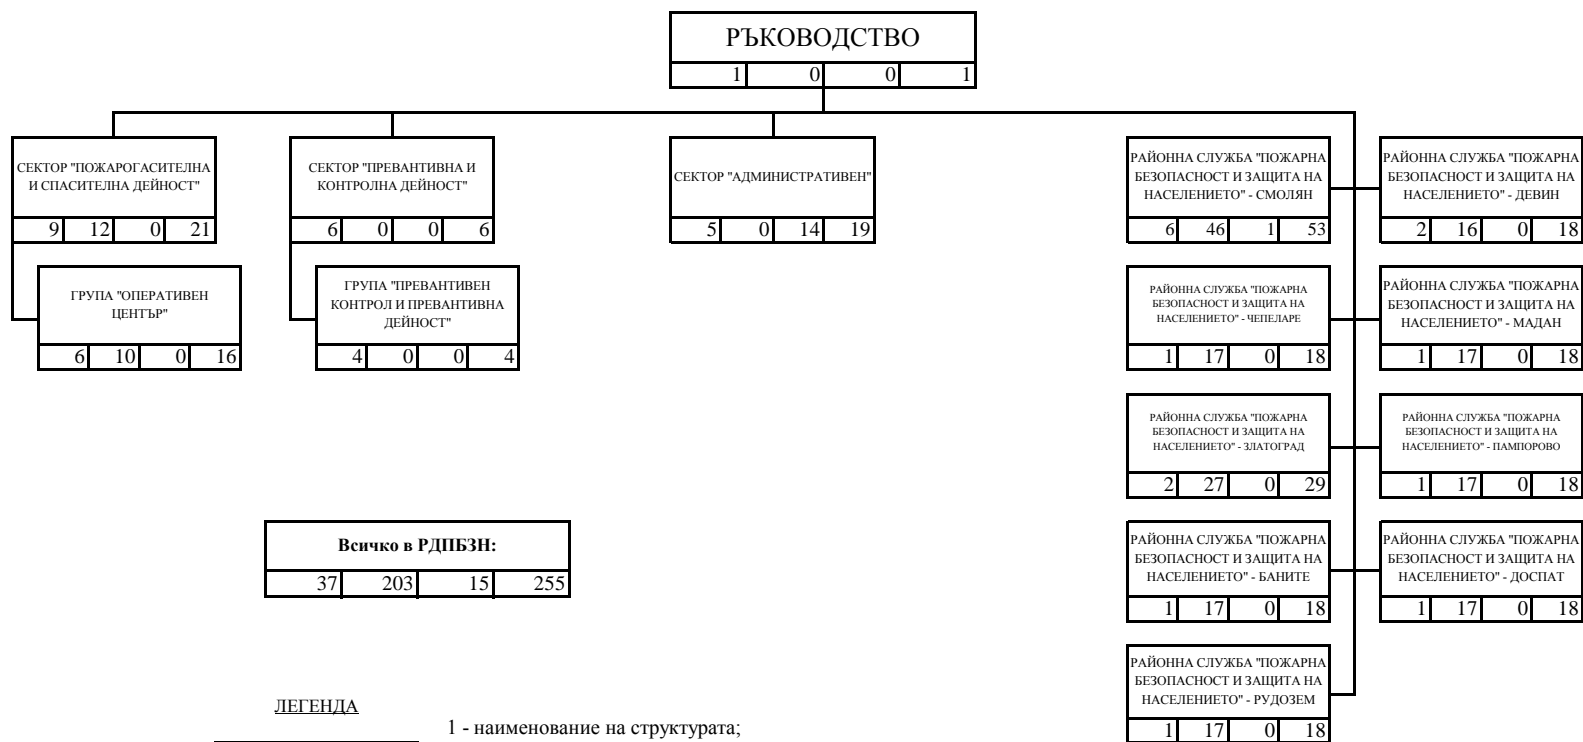 РЪКОВОДСТВО
1 0 0 1
СЕКТОР "ПОЖАРОГАСИТЕЛНА
И СПАСИТЕЛНА ДЕЙНОСТ"
9 12 0 21
ГРУПА "ОПЕРАТИВЕН
ЦЕНТЪР"
6 10 0 16
СЕКТОР "ПРЕВАНТИВНА И
КОНТРОЛНА ДЕЙНОСТ"
6 0 0 6
ГРУПА "ПРЕВАНТИВЕН
КОНТРОЛ И ПРЕВАНТИВНА
ДЕЙНОСТ"
4 0 0 4
СЕКТОР "АДМИНИСТРАТИВЕН"
5 0 14 19
РАЙОННА СЛУЖБА "ПОЖАРНА
БЕЗОПАСНОСТ И ЗАЩИТА НА
НАСЕЛЕНИЕТО" - СМОЛЯН
6 46 1 53
РАЙОННА СЛУЖБА "ПОЖАРНА
БЕЗОПАСНОСТ И ЗАЩИТА НА
НАСЕЛЕНИЕТО" - ДЕВИН
2 16 0 18
РАЙОННА СЛУЖБА "ПОЖАРНА
БЕЗОПАСНОСТ И ЗАЩИТА НА
НАСЕЛЕНИЕТО" - ЧЕПЕЛАРЕ
1 17 0 18
РАЙОННА СЛУЖБА "ПОЖАРНА
БЕЗОПАСНОСТ И ЗАЩИТА НА
НАСЕЛЕНИЕТО" - МАДАН
1 17 0 18
РАЙОННА СЛУЖБА "ПОЖАРНА
БЕЗОПАСНОСТ И ЗАЩИТА НА
НАСЕЛЕНИЕТО" - ЗЛАТОГРАД
2 27 0 29
РАЙОННА СЛУЖБА "ПОЖАРНА
БЕЗОПАСНОСТ И ЗАЩИТА НА
НАСЕЛЕНИЕТО" - ПАМПОРОВО
1 17 0 18
РАЙОННА СЛУЖБА "ПОЖАРНА
БЕЗОПАСНОСТ И ЗАЩИТА НА
НАСЕЛЕНИЕТО" - БАНИТЕ
1 17 0 18
РАЙОННА СЛУЖБА "ПОЖАРНА
БЕЗОПАСНОСТ И ЗАЩИТА НА
НАСЕЛЕНИЕТО" - ДОСПАТ
1 17 0 18
РАЙОННА СЛУЖБА "ПОЖАРНА
БЕЗОПАСНОСТ И ЗАЩИТА НА
НАСЕЛЕНИЕТО" - РУДОЗЕМ
1 17 0 18
Всичко в РДПБЗН:
37 203 15 255
ЛЕГЕНДА
1 - наименование на структурата;